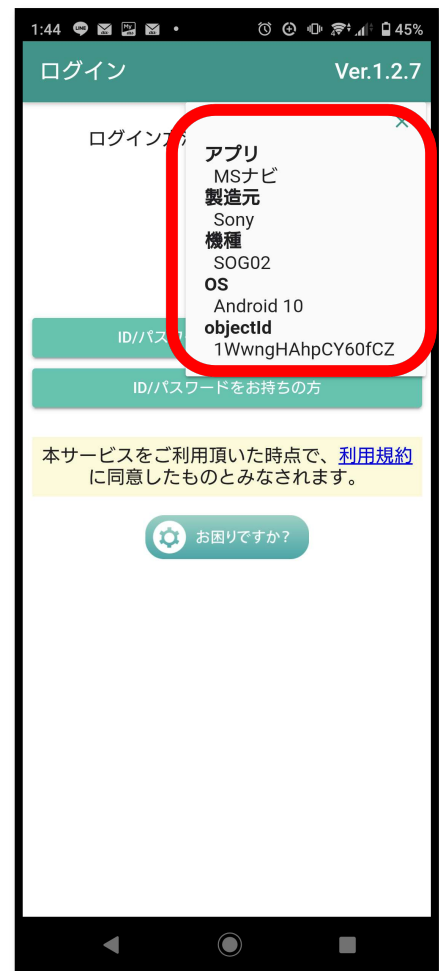 1:44
45%
ログイン
Ver.1.2.7
ログイン方
アプリ
MSナビ
製造元
Sony
機種
SOG02
OS
Android 10
objectId
1WwngHAhpCY60fCZ
ID/パス
ID/パスワードをお持ちの方
本サービスをご利用頂いた時点で、利用規約
に同意したものとみなされます。
お困りですか?